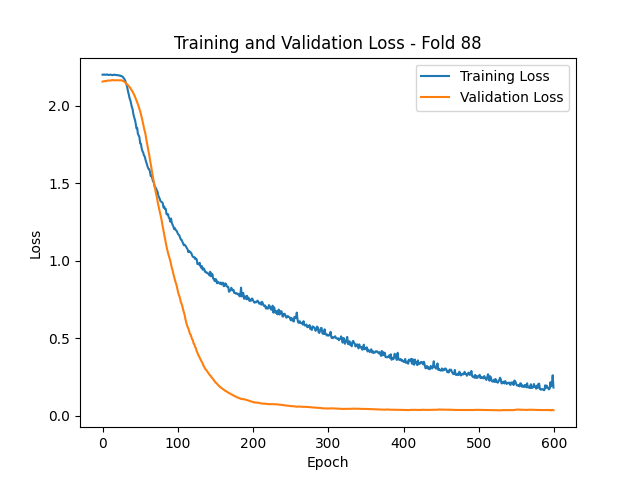 Training and Validation Loss - Fold 88
Training Loss
Validation Loss
Loss
2.0
1.5
1.0
0.5
0.0
0 100 200 300 400 500 600
Epoch